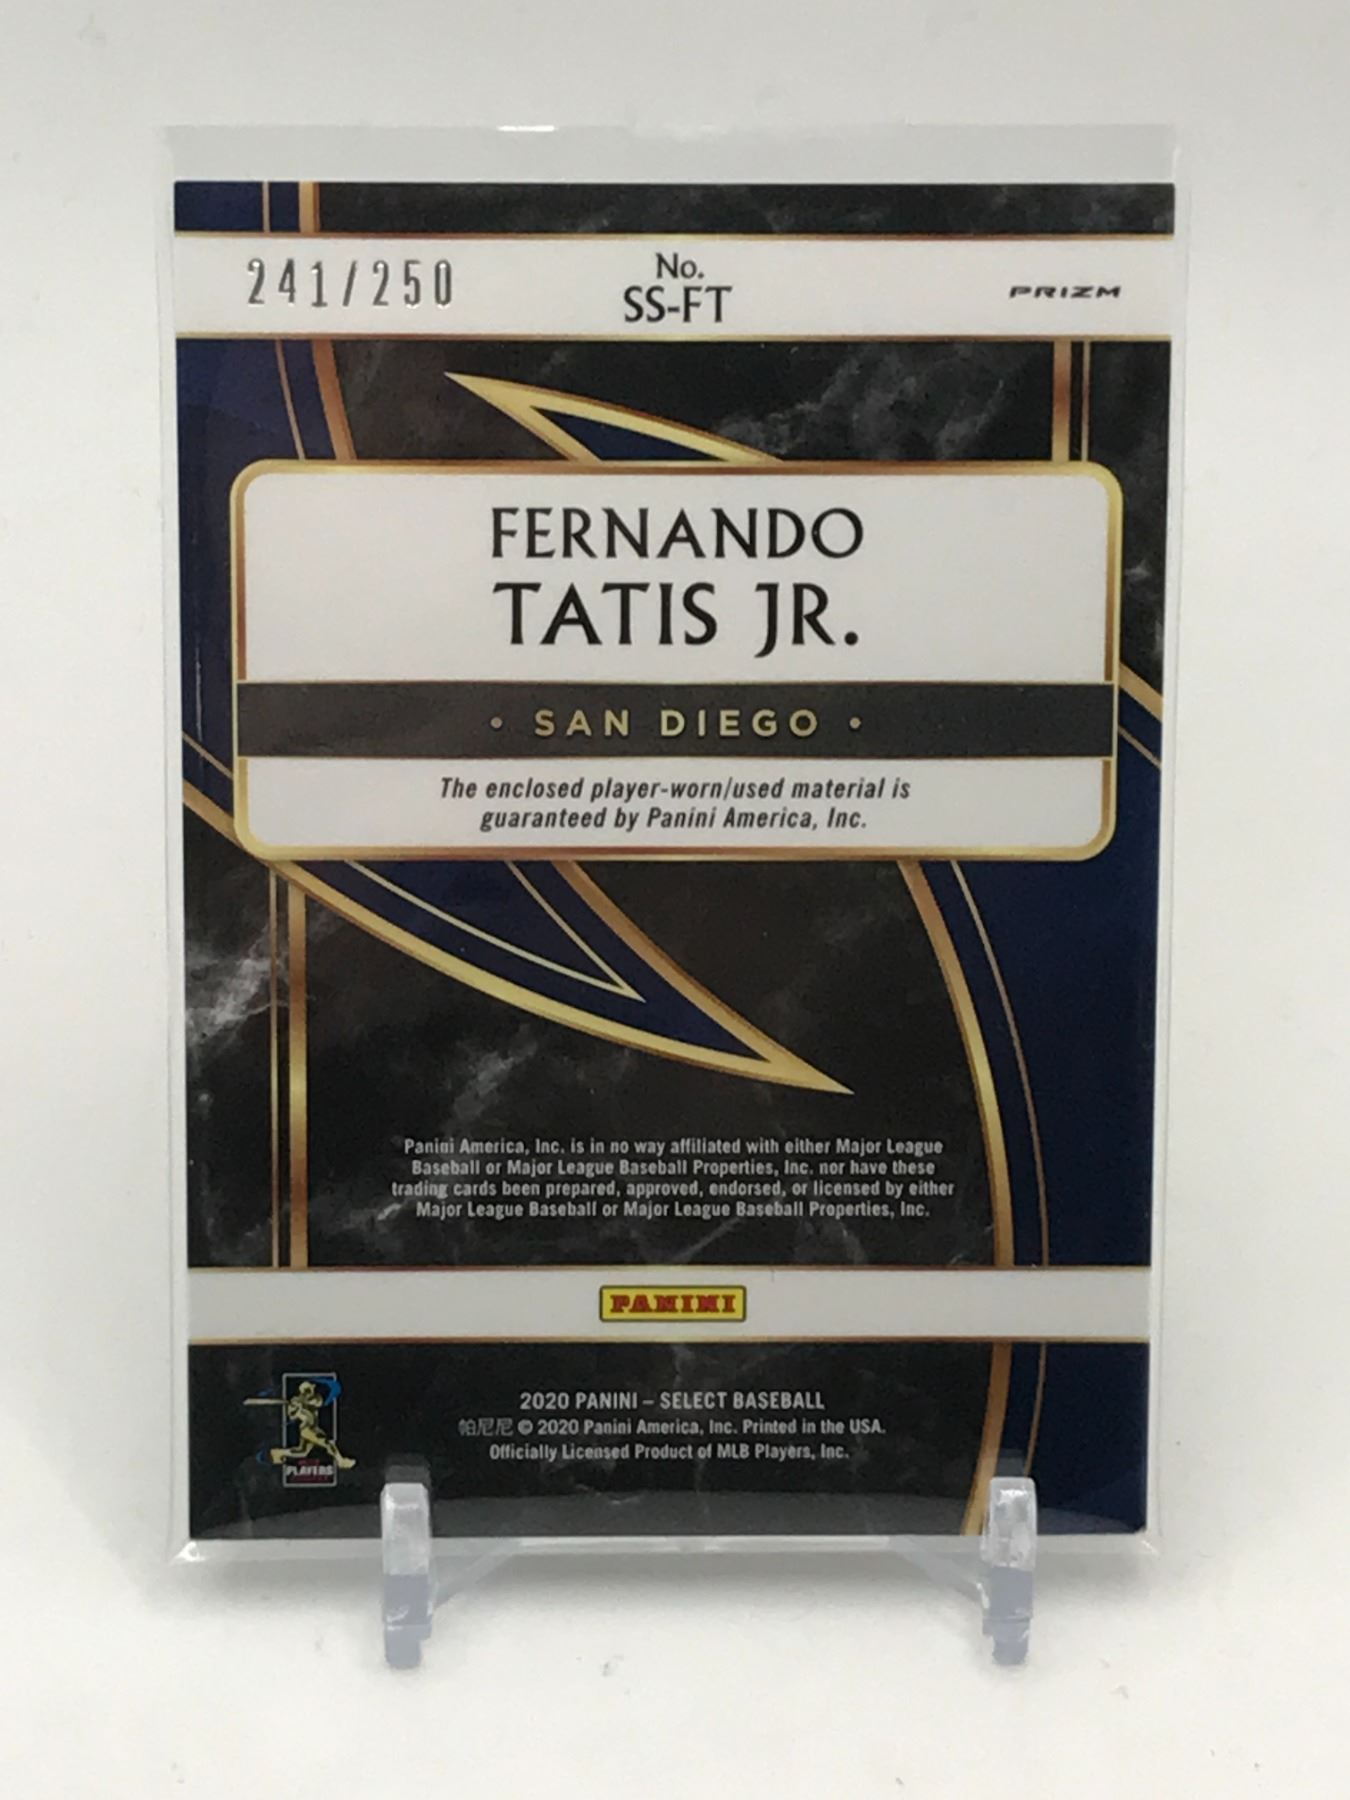 241/250
No.
SS-FT
PRIZM
FERNANDO
TATIS JR.
• SAN DIEGO •
The enclosed player-worn/used material is
guaranteed by Panini America, Inc.
Panini America, Inc. is in no way affiliated with either Major League
Baseball or Major League Baseball Properties, Inc. nor have these
trading cards been prepared, approved, endorsed, or licensed by either
Major League Baseball or Major League Baseball Properties, Inc.
PANINI
2020 PANINI – SELECT BASEBALL
帕尼尼 © 2020 Panini America, Inc. Printed in the USA.
Officially Licensed Product of MLB Players, Inc.
PLAYERS